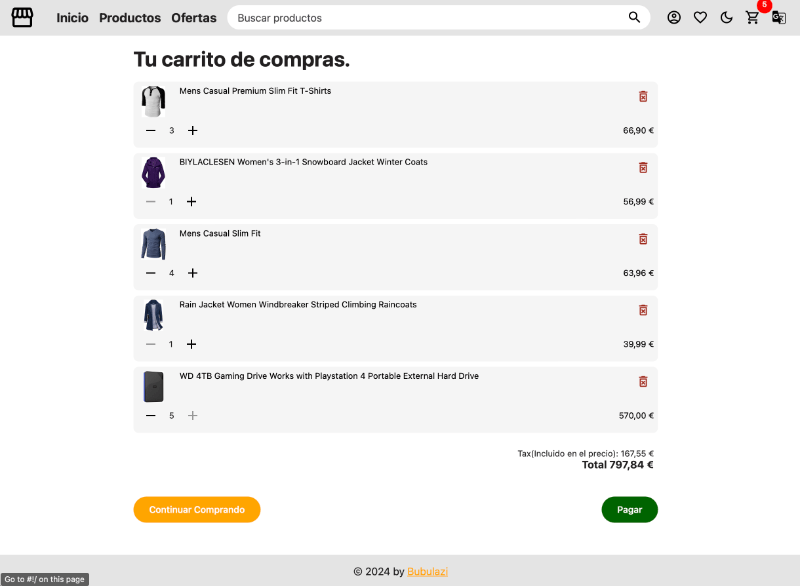 Inicio Productos Ofertas Buscar productos 5
Tu carrito de compras.
Mens Casual Premium Slim Fit T-Shirts
3 66,90 €
BIYLACLESEN Women's 3-in-1 Snowboard Jacket Winter Coats
1 56,99 €
Mens Casual Slim Fit
4 63,96 €
Rain Jacket Women Windbreaker Striped Climbing Raincoats
1 39,99 €
WD 4TB Gaming Drive Works with Playstation 4 Portable External Hard Drive
5 570,00 €
Tax(Incluido en el precio): 167,55 €
Total 797,84 €
Continuar Comprando Pagar
© 2024 by Bubulazi
Go to #!/ on this page